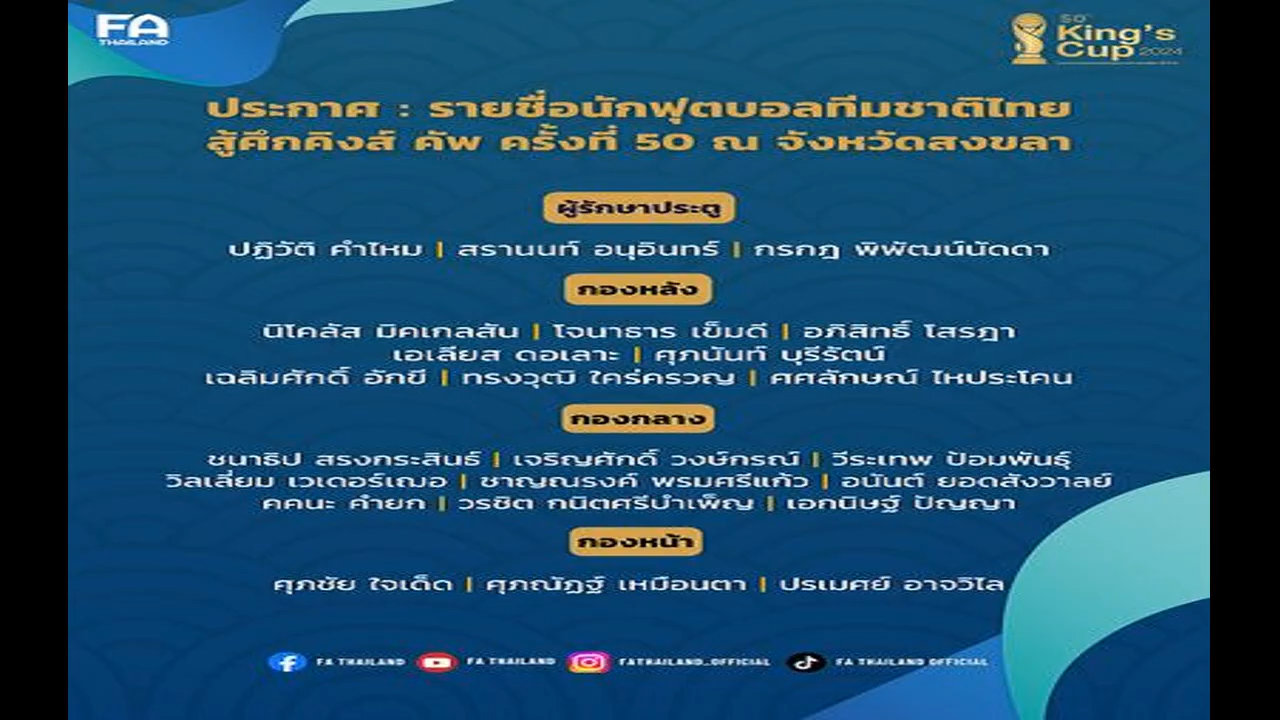 FA
THAILAND
50th
King's
Cup 2024
ประกาศ : รายชื่อนักฟุตบอลทีมชาติไทย
สู้ศึกคิงส์ คัพ ครั้งที่ 50 ณ จังหวัดสงขลา
ผู้รักษาประตู
ปฏิวัติ คำไหม | สรานนท์ อนุอินทร์ | กรกฎ พิพัฒน์นัดดา
กองหลัง
นิโคลัส มิคเกลสัน | โจนาธาร เข็มดี | อภิสิทธิ์ โสรฎา
เอเลียส ดอเลาะ | ศุภนันท์ บุรีรัตน์
เฉลิมศักดิ์ อักขี | ทรงวุฒิ ใคร่ครวญ | ศศลักษณ์ ไหประโคน
กองกลาง
ชนาธิป สรงกระสินธ์ | เจริญศักดิ์ วงษ์กรณ์ | วีระเทพ ป้อมพันธุ์
วิลเลี่ยม เวเดอร์เฌอ | ชาญณรงค์ พรมศรีแก้ว | อนันต์ ยอดสังวาลย์
คคนะ คำยก | วรชิต กนิตศรีบำเพ็ญ | เอกนิษฐ์ ปัญญา
กองหน้า
ศุภชัย ใจเด็ด | ศุภณัฏฐ์ เหมือนตา | ปรเมศย์ อาจวิไล
FA THAILAND FA THAILAND FATHAILAND_OFFICIAL FA THAILAND OFFICIAL